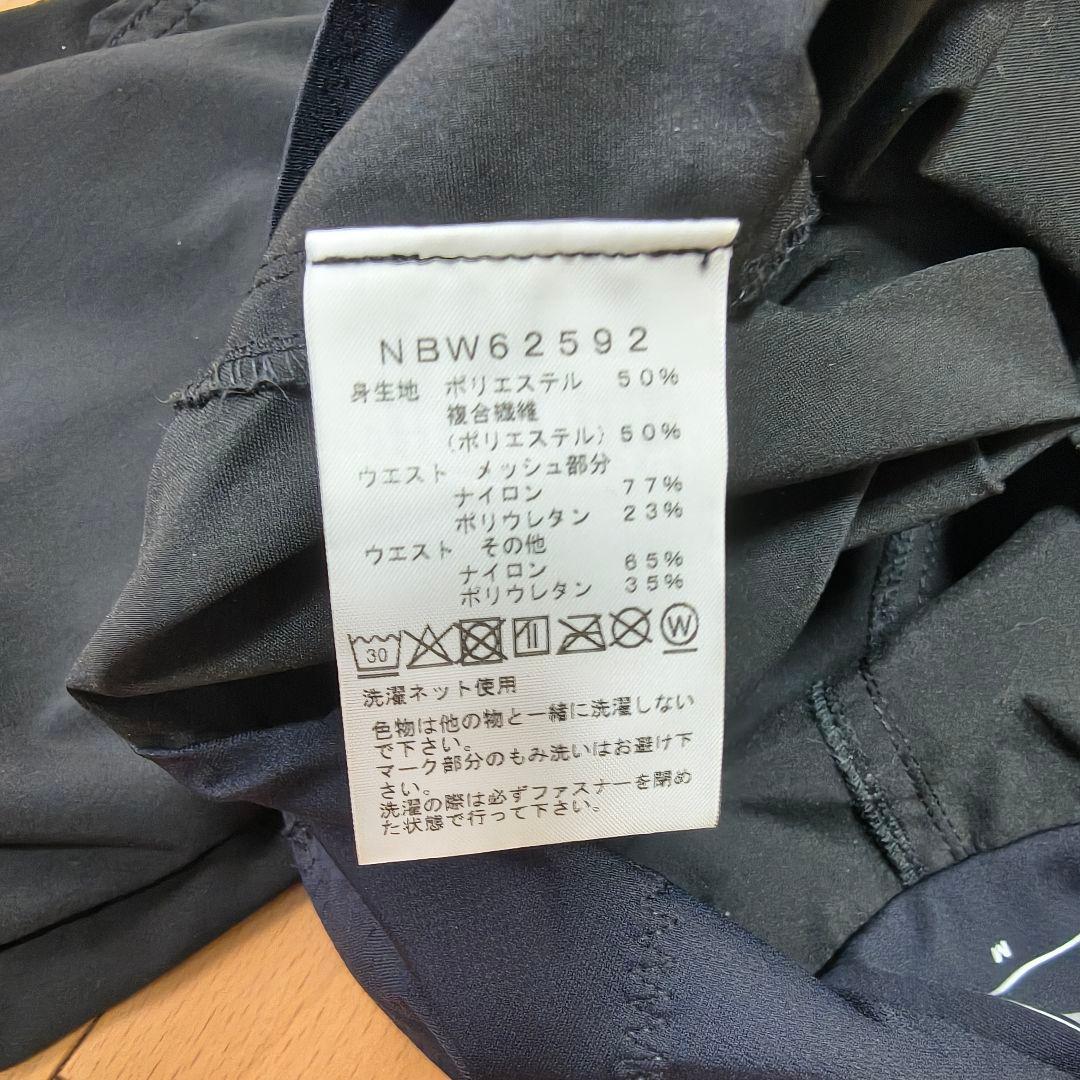 NBW62592
身生地 ポリエステル 50%
複合繊維
(ポリエステル) 50%
ウエスト メッシュ部分
ナイロン 77%
ポリウレタン 23%
ウエスト その他
ナイロン 65%
ポリウレタン 35%
30 W
洗濯ネット使用
色物は他の物と一緒に洗濯しない
で下さい。
マーク部分のもみ洗いはお避け下
さい。
洗濯の際は必ずファスナーを閉め
た状態で行って下さい。
M